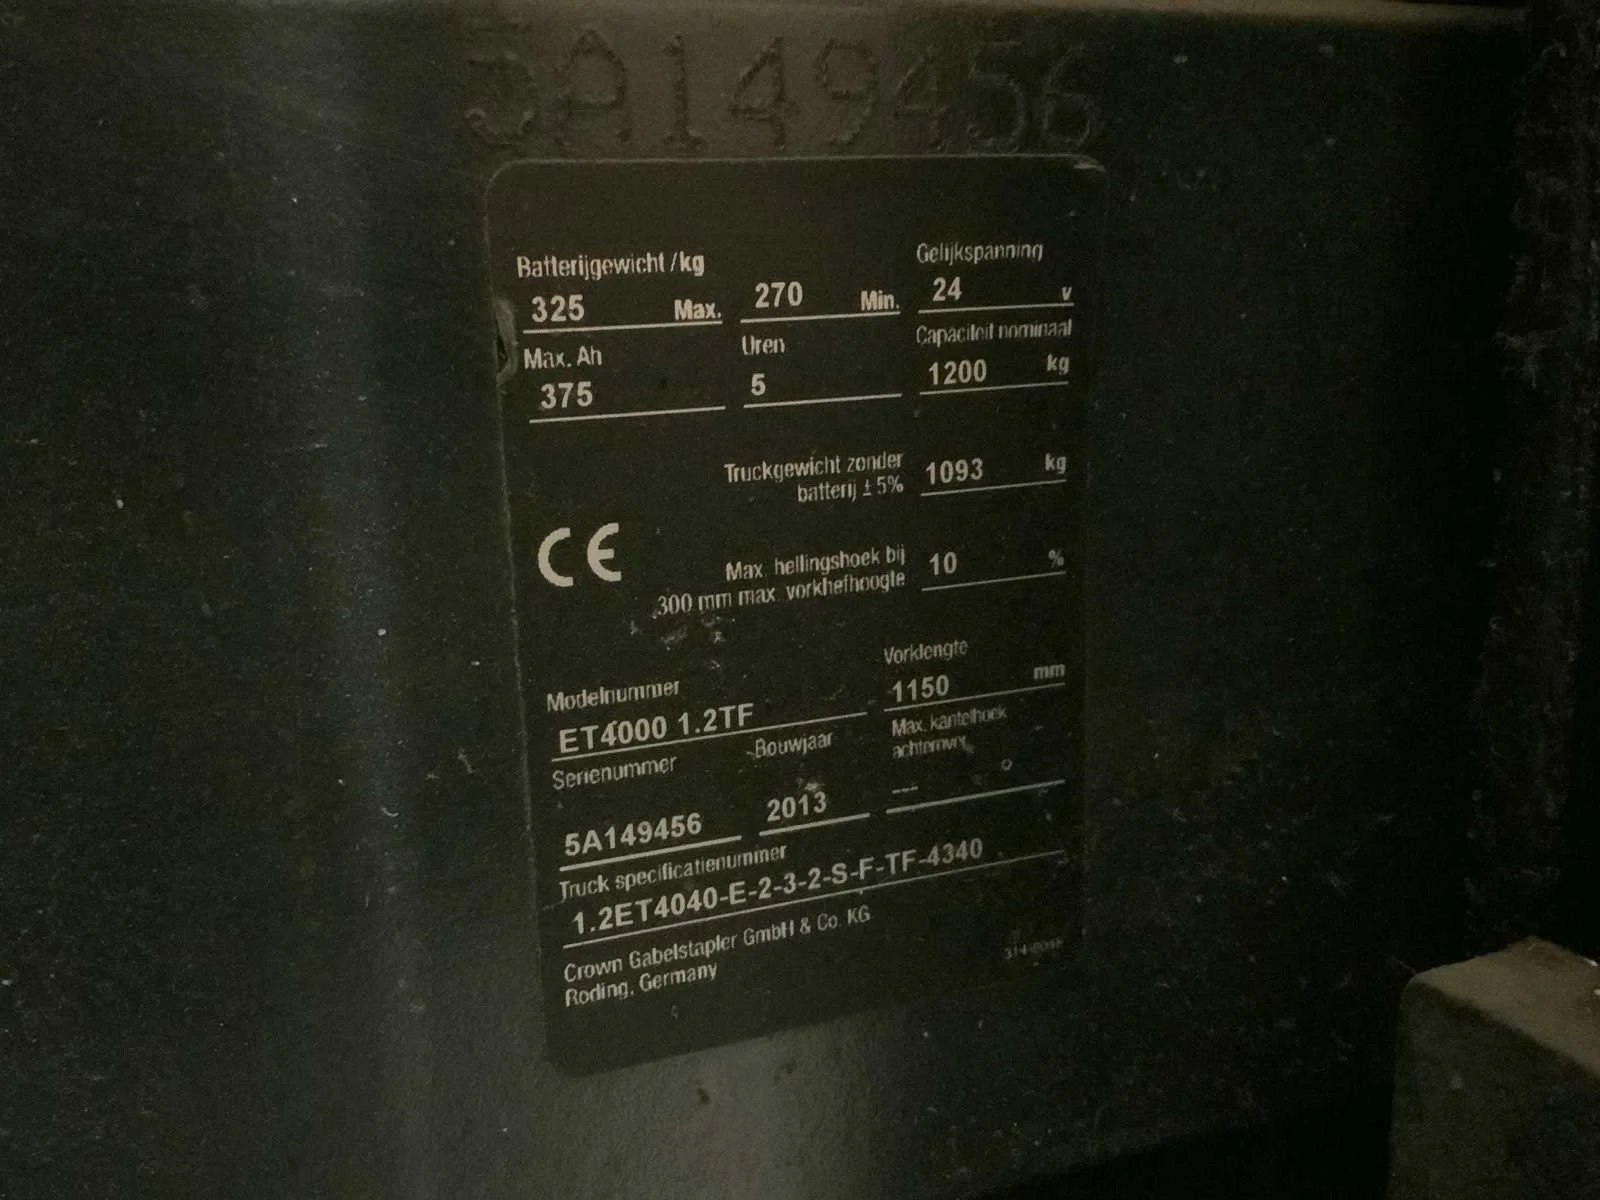 5A149456
Batterijgewicht /kg
325 Max. 270 Min.
Gelijkspanning
24 V
Max. Ah
375
Uren
5
Capaciteit nominaal
1200 kg
Truckgewicht zonder
batterij ± 5%
1093 kg
CE
Max. hellingshoek bij
300 mm max. vorkhefhoogte
10 %
Modelnummer
ET4000 1.2TF
Vorklengte
1150 mm
Serienummer
5A149456
Bouwjaar
2013
Max. kantelhoek
--- °
Truck specificatienummer
1.2ET4040-E-2-3-2-S-F-TF-4340
Crown Gabelstapler GmbH & Co. KG
Roding, Germany